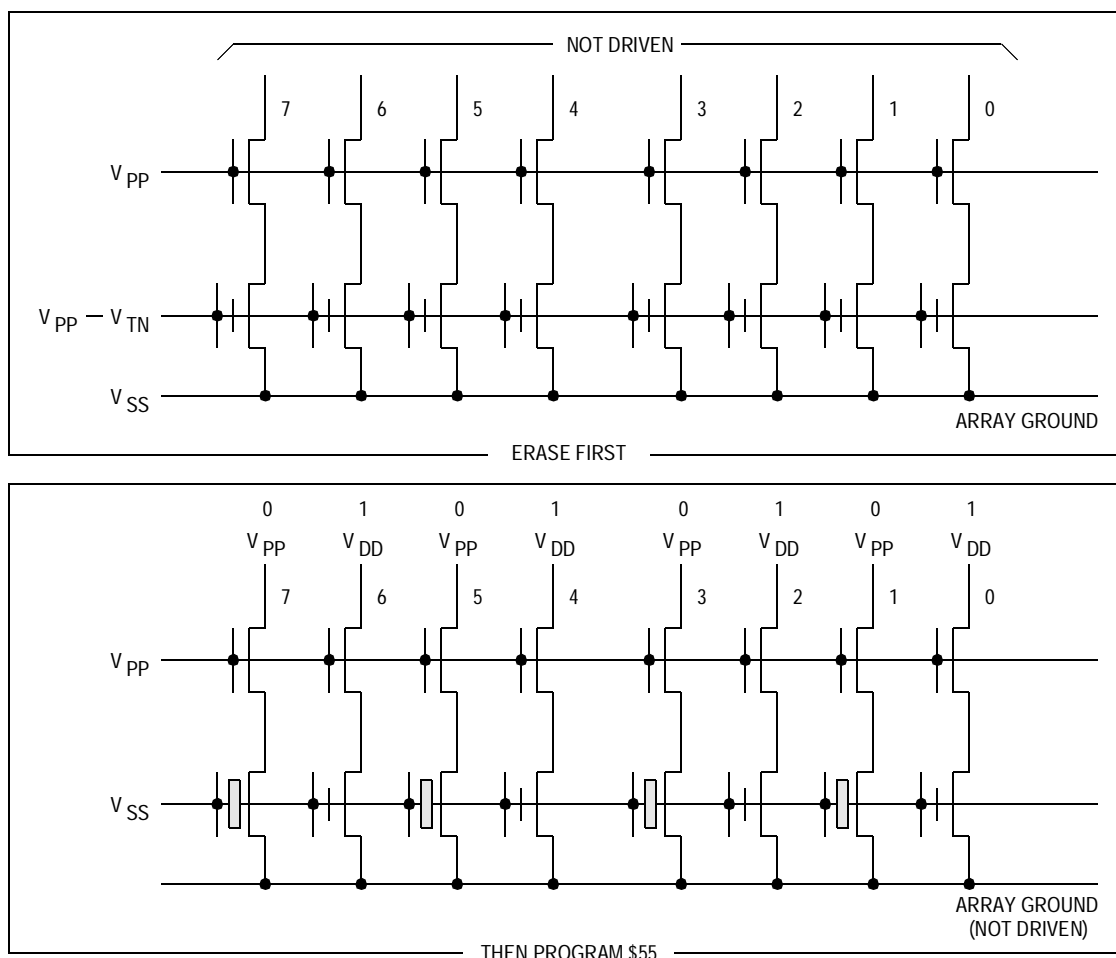 NOT DRIVEN
7 6 5 4 3 2 1 0
V PP
V PP — V TN
V SS
ARRAY GROUND
ERASE FIRST
0 1 0 1 0 1 0 1
V PP V DD V PP V DD V PP V DD V PP V DD
7 6 5 4 3 2 1 0
V PP
V SS
ARRAY GROUND
(NOT DRIVEN)
THEN PROGRAM $55